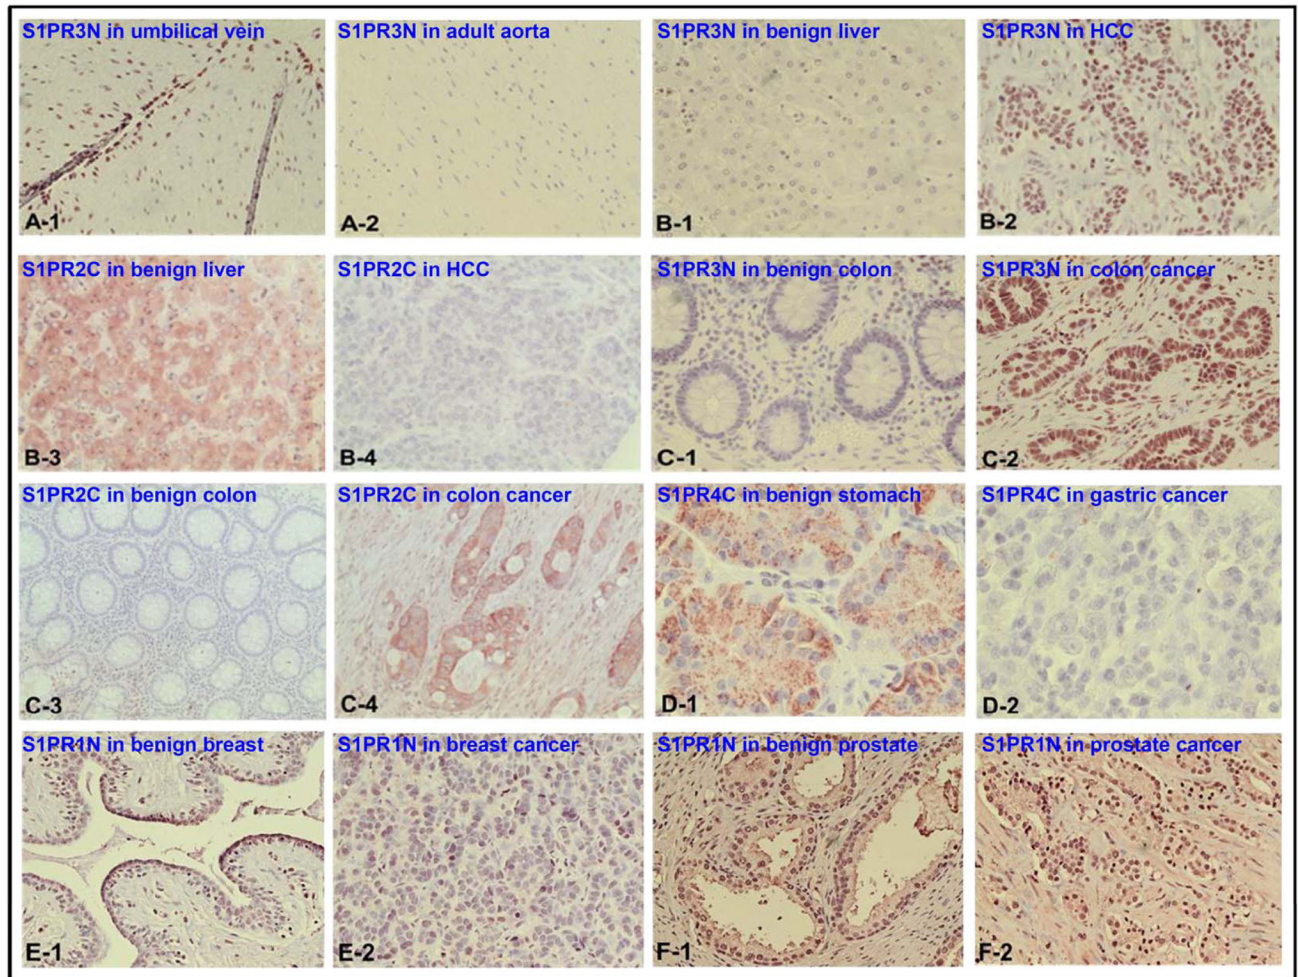 S1PR3N in umbilical vein
S1PR3N in adult aorta
S1PR3N in benign liver
S1PR3N in HCC
A-1
A-2
B-1
B-2
S1PR2C in benign liver
S1PR2C in HCC
S1PR3N in benign colon
S1PR3N in colon cancer
B-3
B-4
C-1
C-2
S1PR2C in benign colon
S1PR2C in colon cancer
S1PR4C in benign stomach
S1PR4C in gastric cancer
C-3
C-4
D-1
D-2
S1PR1N in benign breast
S1PR1N in breast cancer
S1PR1N in benign prostate
S1PR1N in prostate cancer
E-1
E-2
F-1
F-2